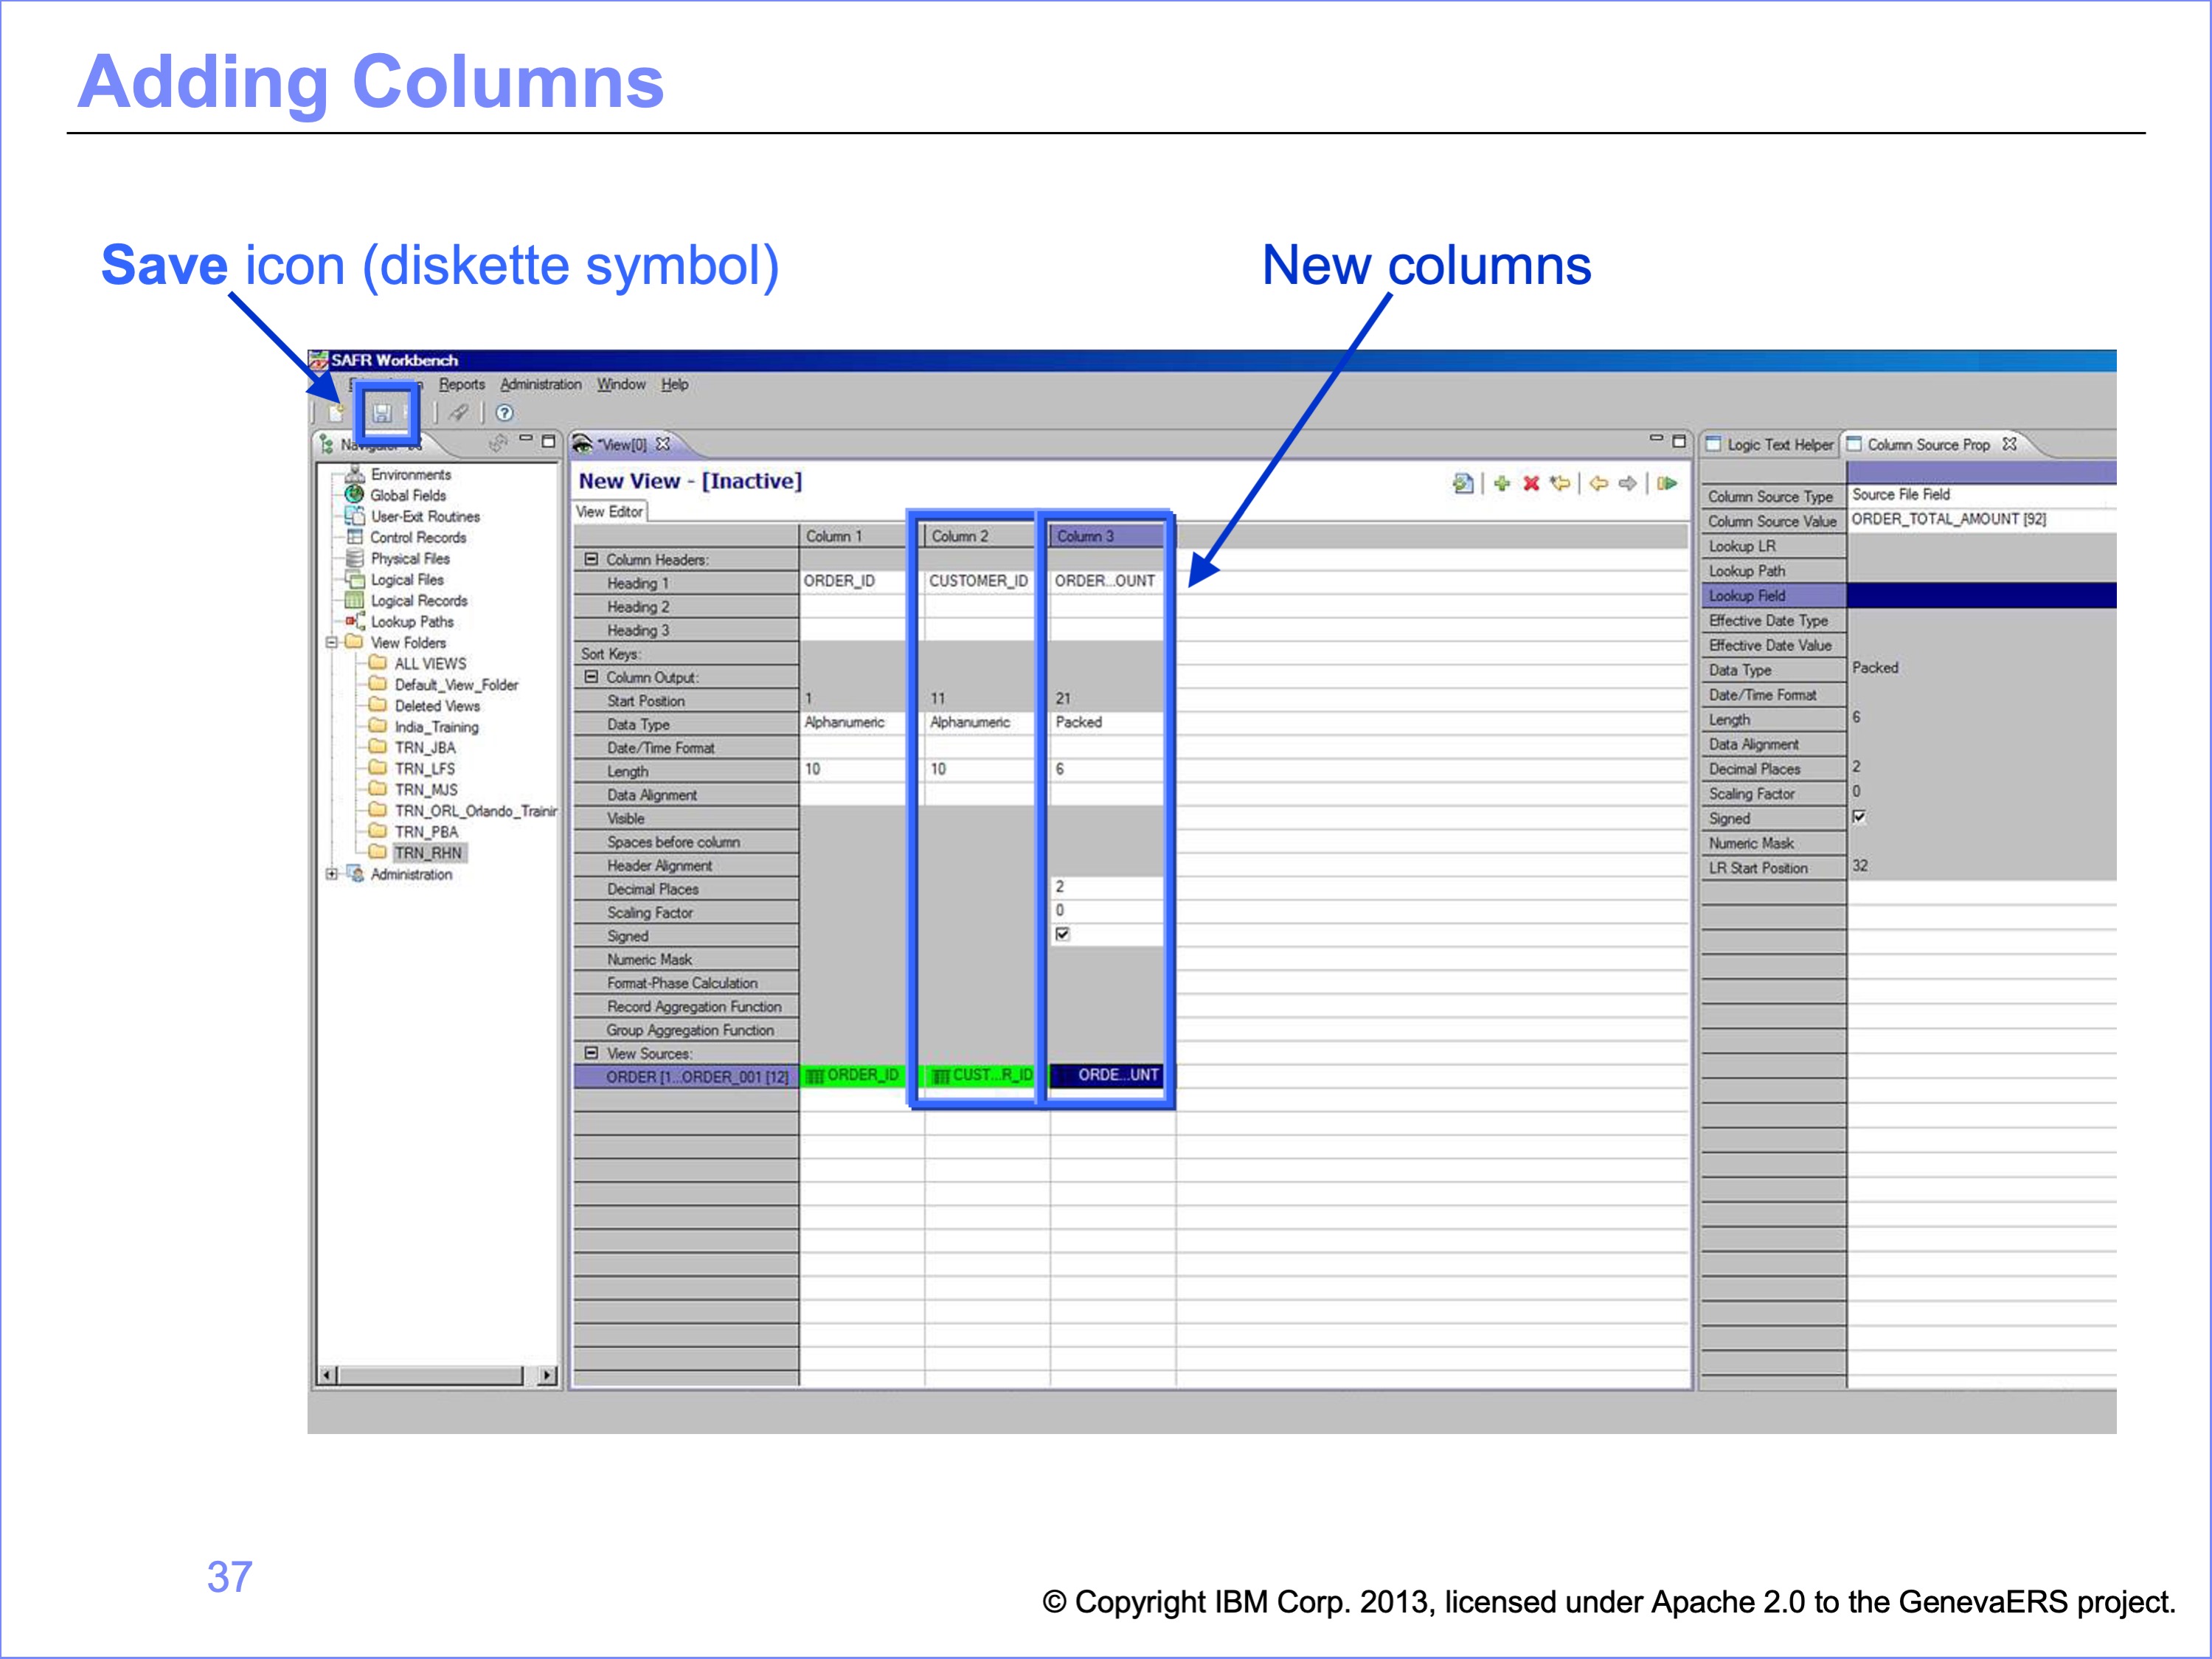 Adding Columns
Save icon (diskette symbol)
New columns
SAFR Workbench
Reports Administration Window Help
*View[0]
Logic Text Helper
Column Source Prop
Environments
Global Fields
User-Exit Routines
Control Records
Physical Files
Logical Files
Logical Records
Lookup Paths
View Folders
ALL VIEWS
Default_View_Folder
Deleted Views
India_Training
TRN_JBA
TRN_LFS
TRN_MJS
TRN_ORL_Orlando_Trainin
TRN_PBA
TRN_RHN
Administration
New View - [Inactive]
View Editor
Column 1 Column 2 Column 3
Column Headers:
Heading 1 ORDER_ID CUSTOMER_ID ORDER...OUNT
Heading 2
Heading 3
Sort Keys:
Column Output:
Start Position 1 11 21
Data Type Alphanumeric Alphanumeric Packed
Date/Time Format
Length 10 10 6
Data Alignment
Visible
Spaces before column
Header Alignment
Decimal Places 2
Scaling Factor 0
Signed
Numeric Mask
Format-Phase Calculation
Record Aggregation Function
Group Aggregation Function
View Sources:
ORDER [1...ORDER_001 [12] ORDER_ID CUST...R_ID ORDE...UNT
Column Source Type Source File Field
Column Source Value ORDER_TOTAL_AMOUNT [92]
Lookup LR
Lookup Path
Lookup Field
Effective Date Type
Effective Date Value
Data Type Packed
Date/Time Format
Length 6
Data Alignment
Decimal Places 2
Scaling Factor 0
Signed
Numeric Mask
LR Start Position 32
37
© Copyright IBM Corp. 2013, licensed under Apache 2.0 to the GenevaERS project.